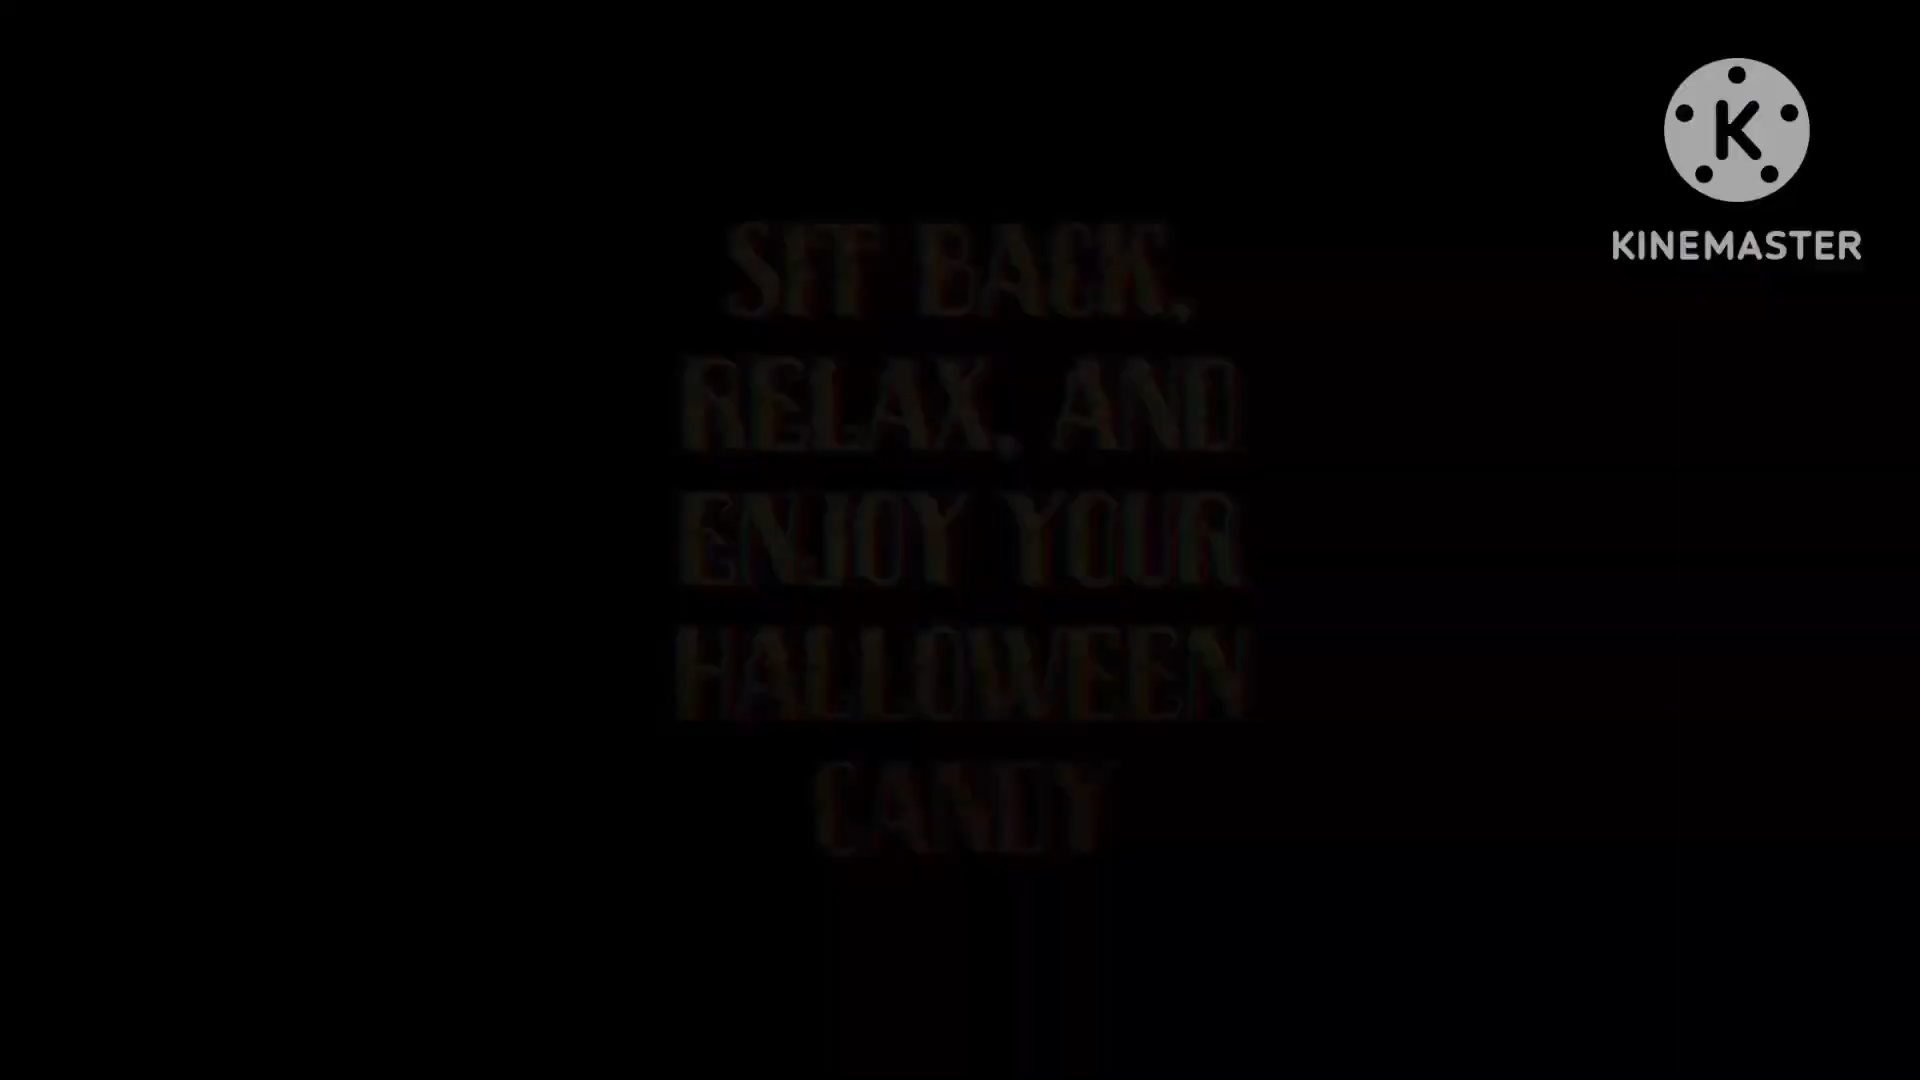 SIT BACK,
RELAX, AND
ENJOY YOUR
HALLOWEEN
CANDY
K
KINEMASTER